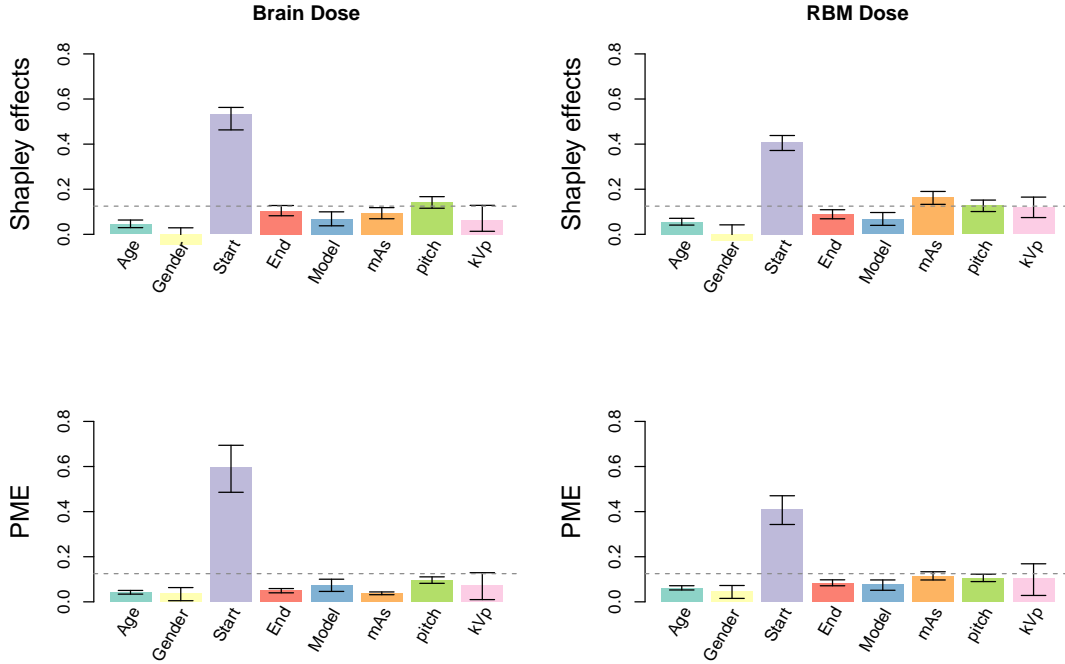 Brain Dose
Shapley effects
0.8
0.6
0.4
0.2
0.0
Age
Gender
Start
End
Model
mAs
pitch
kVp
RBM Dose
Shapley effects
0.8
0.6
0.4
0.2
0.0
Age
Gender
Start
End
Model
mAs
pitch
kVp
PME
0.8
0.6
0.4
0.2
0.0
Age
Gender
Start
End
Model
mAs
pitch
kVp
PME
0.8
0.6
0.4
0.2
0.0
Age
Gender
Start
End
Model
mAs
pitch
kVp